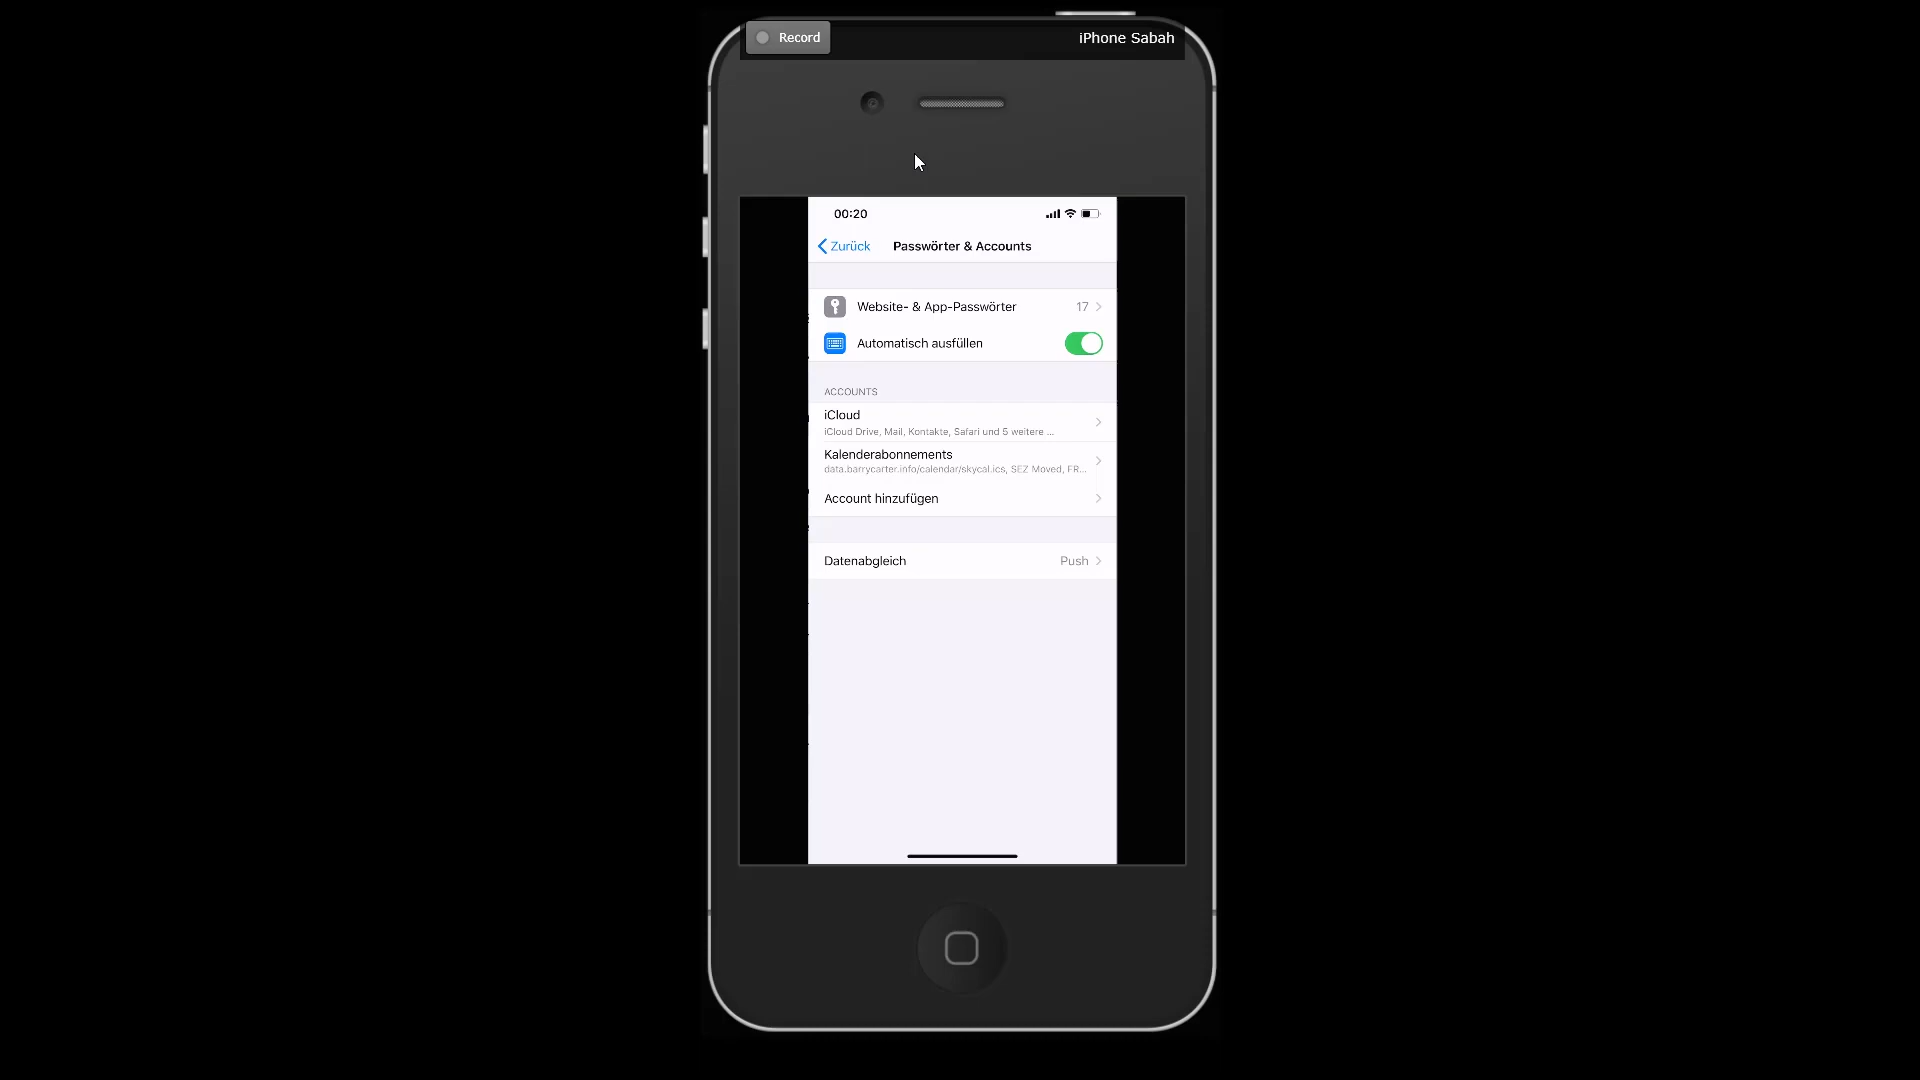 Record
iPhone Sabah
00:20
Zurück
Passwörter & Accounts
Website- & App-Passwörter
17
Automatisch ausfüllen
ACCOUNTS
iCloud
iCloud Drive, Mail, Kontakte, Safari und 5 weitere ...
Kalenderabonnements
data.barrycarter.info/calendar/skycal.ics, SEZ Moved, FR...
Account hinzufügen
Datenabgleich
Push